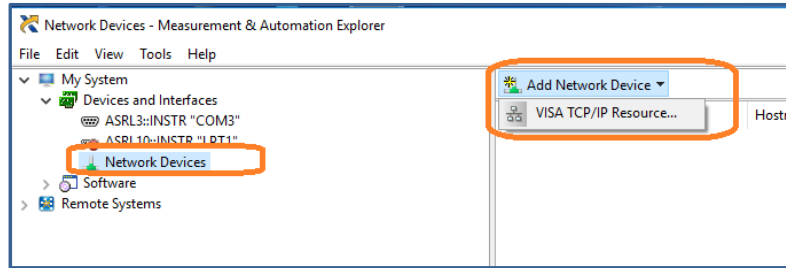 Network Devices - Measurement & Automation Explorer
File Edit View Tools Help
My System
Devices and Interfaces
ASRL3::INSTR "COM3"
ASRL10::INSTR "LPT1"
Network Devices
Software
Remote Systems
Add Network Device
VISA TCP/IP Resource...
Host